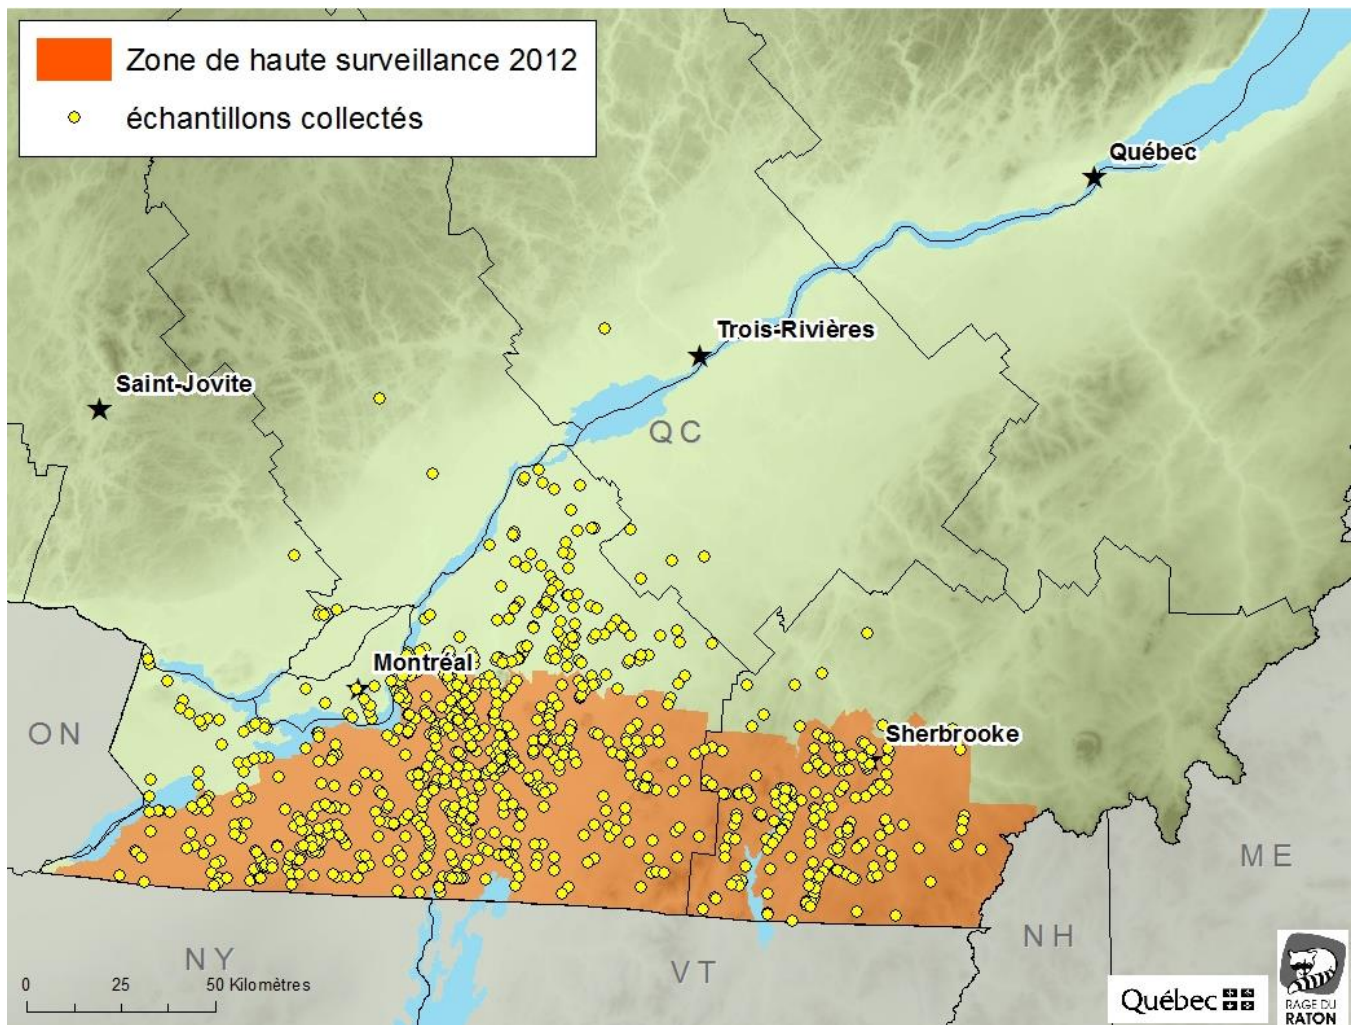 Zone de haute surveillance 2012
échantillons collectés
Québec
Trois-Rivières
Saint-Jovite
QC
Montréal
ON
Sherbrooke
ME
NY
VT
NH
0 25 50 Kilomètres
Québec
RAGE DU
RATON